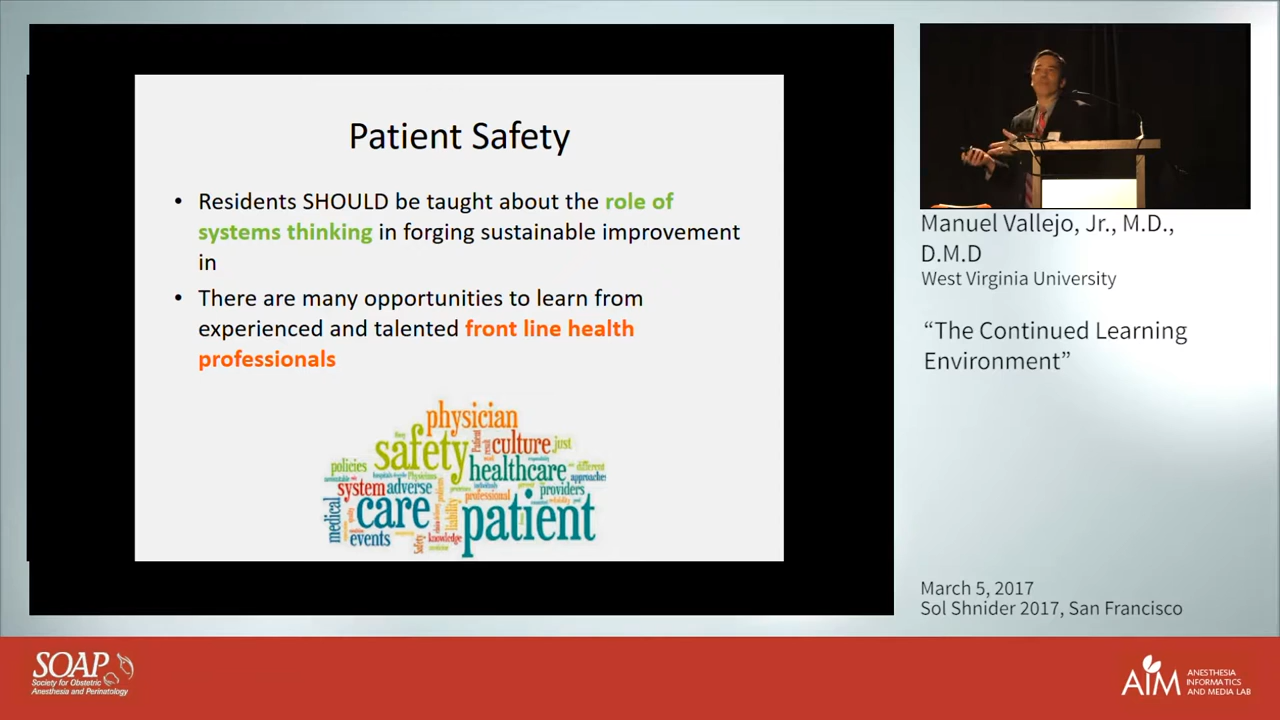 Patient Safety
• Residents SHOULD be taught about the role of
systems thinking in forging sustainable improvement
in
• There are many opportunities to learn from
experienced and talented front line health
professionals
physician
safety
culture
just
policies
healthcare
different
approaches
system
adverse
professional
providers
medical
care
liability
patient
events
Safety
knowledge
Manuel Vallejo, Jr., M.D.,
D.M.D
West Virginia University
“The Continued Learning
Environment”
March 5, 2017
Sol Shnider 2017, San Francisco
SOAP
Society for Obstetric
Anesthesia and Perinatology
AIM
ANESTHESIA
INFORMATICS
AND MEDIA LAB